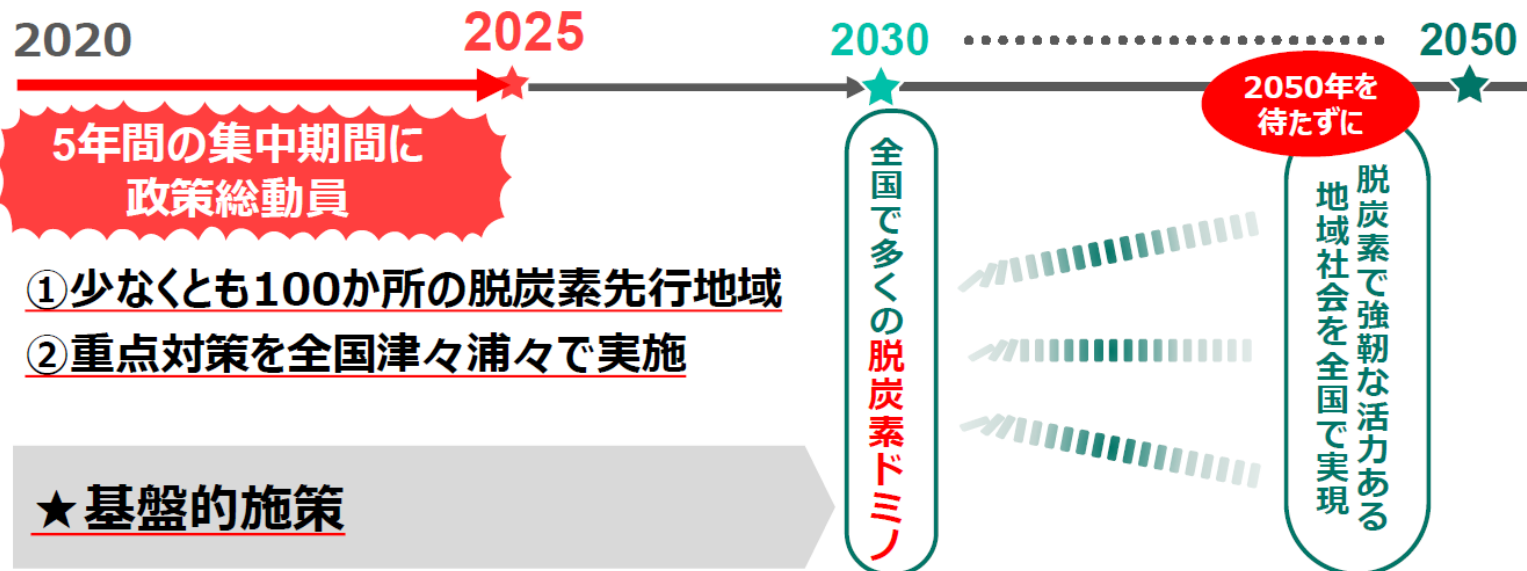 2020
2025
2030
2050
5年間の集中期間に
政策総動員
①少なくとも100か所の脱炭素先行地域
②重点対策を全国津々浦々で実施
★基盤的施策
全国で多くの脱炭素ドミノ
2050年を
待たずに
脱炭素で強靭な活力ある
地域社会を全国で実現